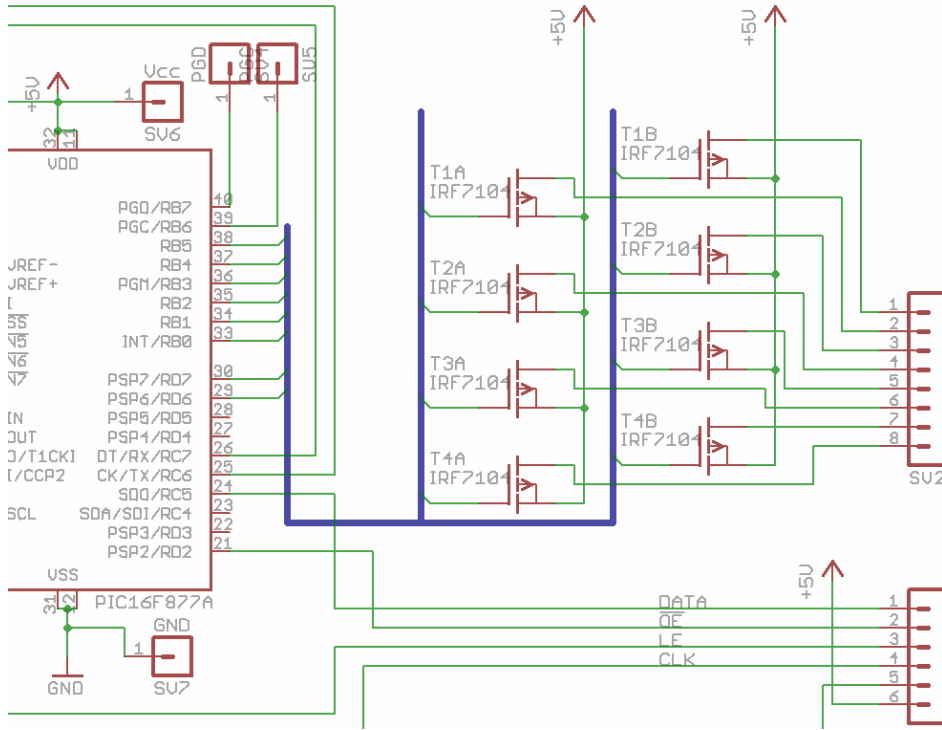 +5V
+5V
PGD
PGC
SV4
SV5
1
1
+5V
Vcc
1
SV6
32
11
VDD
T1B
IRF7104
T1A
IRF7104
PGD/RB7
40
PGC/RB6
39
RB5
38
VREF-
RB4
37
VREF+
PGM/RB3
36
RB2
35
RB1
34
INT/RB0
33
T2B
IRF7104
T2A
IRF7104
T3B
IRF7104
T3A
IRF7104
T4B
IRF7104
T4A
IRF7104
1
2
3
4
5
6
7
8
SV2
PSP7/RD7
30
PSP6/RD6
29
IN
PSP5/RD5
28
OUT
PSP4/RD4
27
O/T1CKI
DT/RX/RC7
26
I/CCP2
CK/TX/RC6
25
SDO/RC5
24
SCL
SDA/SDI/RC4
23
PSP3/RD3
22
PSP2/RD2
21
VSS
31
12
PIC16F877A
GND
1
SV7
GND
+5V
DATA
OE
LE
CLK
1
2
3
4
5
6